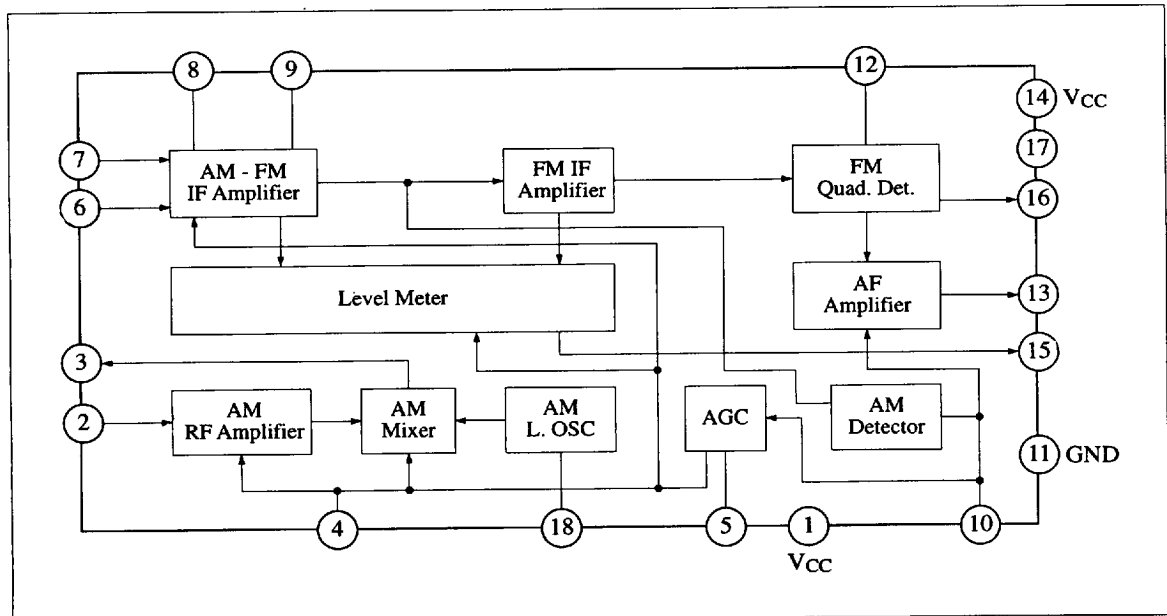 8
9
12
14 VCC
17
7
AM - FM
IF Amplifier
FM IF
Amplifier
FM
Quad. Det.
6
16
Level Meter
AF
Amplifier
13
3
15
2
AM
RF Amplifier
AM
Mixer
AM
L. OSC
AGC
AM
Detector
11 GND
4
18
5
1
10
VCC